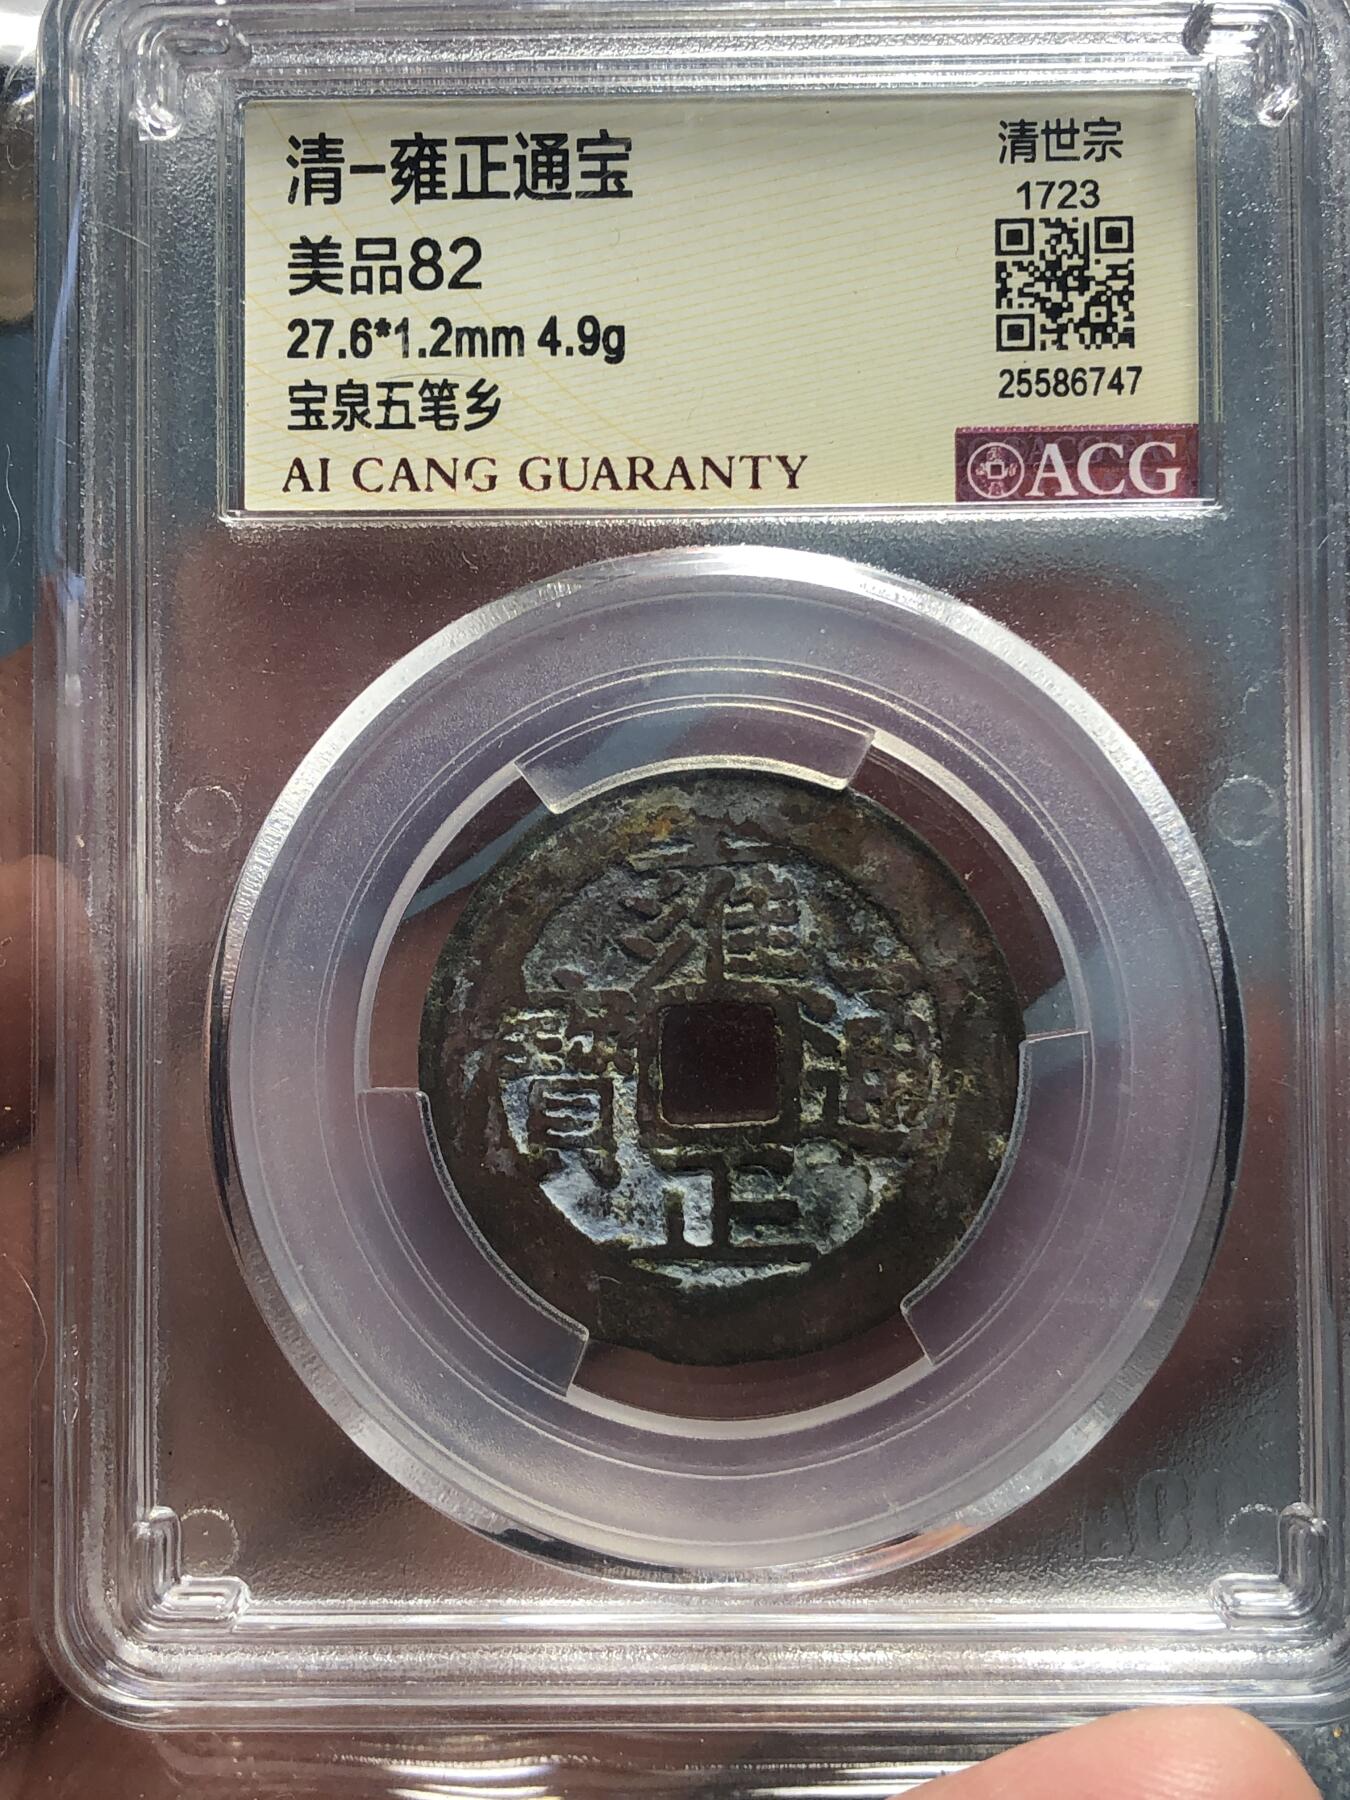 清-雍正通宝
美品82
27.6*1.2mm 4.9g
宝泉五笔乡
AI CANG GUARANTY
清世宗
1723
25586747
ACG
雍
正
通
寶